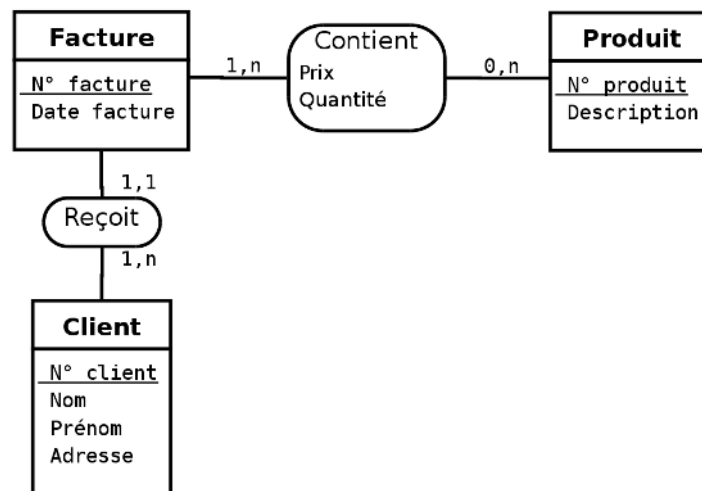 Facture
N° facture
Date facture
1,n
Contient
Prix
Quantité
0,n
Produit
N° produit
Description
1,1
Reçoit
1,n
Client
N° client
Nom
Prénom
Adresse